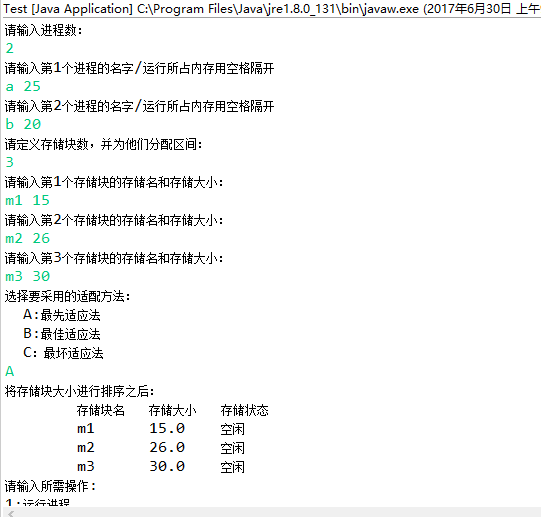 Test [Java Application] C:\Program Files\Java\jre1.8.0_131\bin\javaw.exe (2017年6月30日 上午
请输入进程数:
2
请输入第1个进程的名字/运行所占内存用空格隔开
a 25
请输入第2个进程的名字/运行所占内存用空格隔开
b 20
请定义存储块数，并为他们分配区间:
3
请输入第1个存储块的存储名和存储大小:
m1 15
请输入第2个存储块的存储名和存储大小:
m2 26
请输入第3个存储块的存储名和存储大小:
m3 30
选择要采用的适配方法:
A:最先适应法
B:最佳适应法
C: 最坏适应法
A
将存储块大小进行排序之后:
存储块名 存储大小 存储状态
m1 15.0 空闲
m2 26.0 空闲
m3 30.0 空闲
请输入所需操作:
1:运行进程